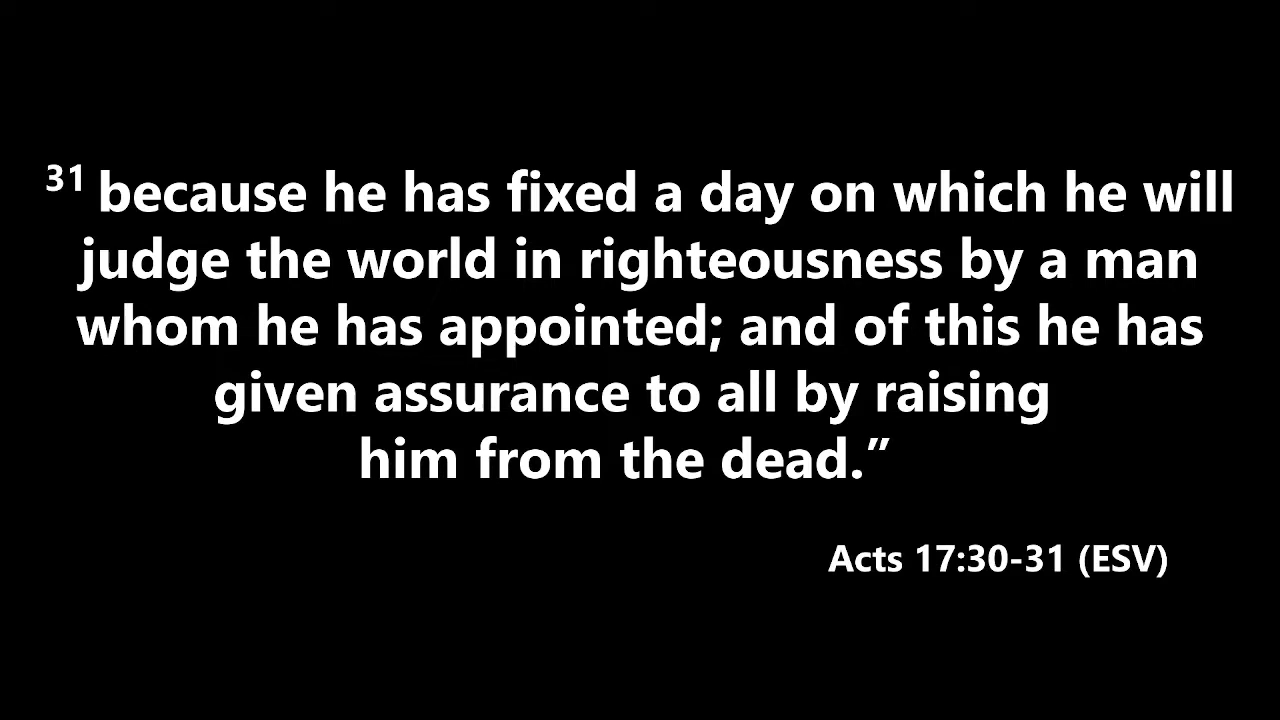 31 because he has fixed a day on which he will
judge the world in righteousness by a man
whom he has appointed; and of this he has
given assurance to all by raising
him from the dead.”
Acts 17:30-31 (ESV)